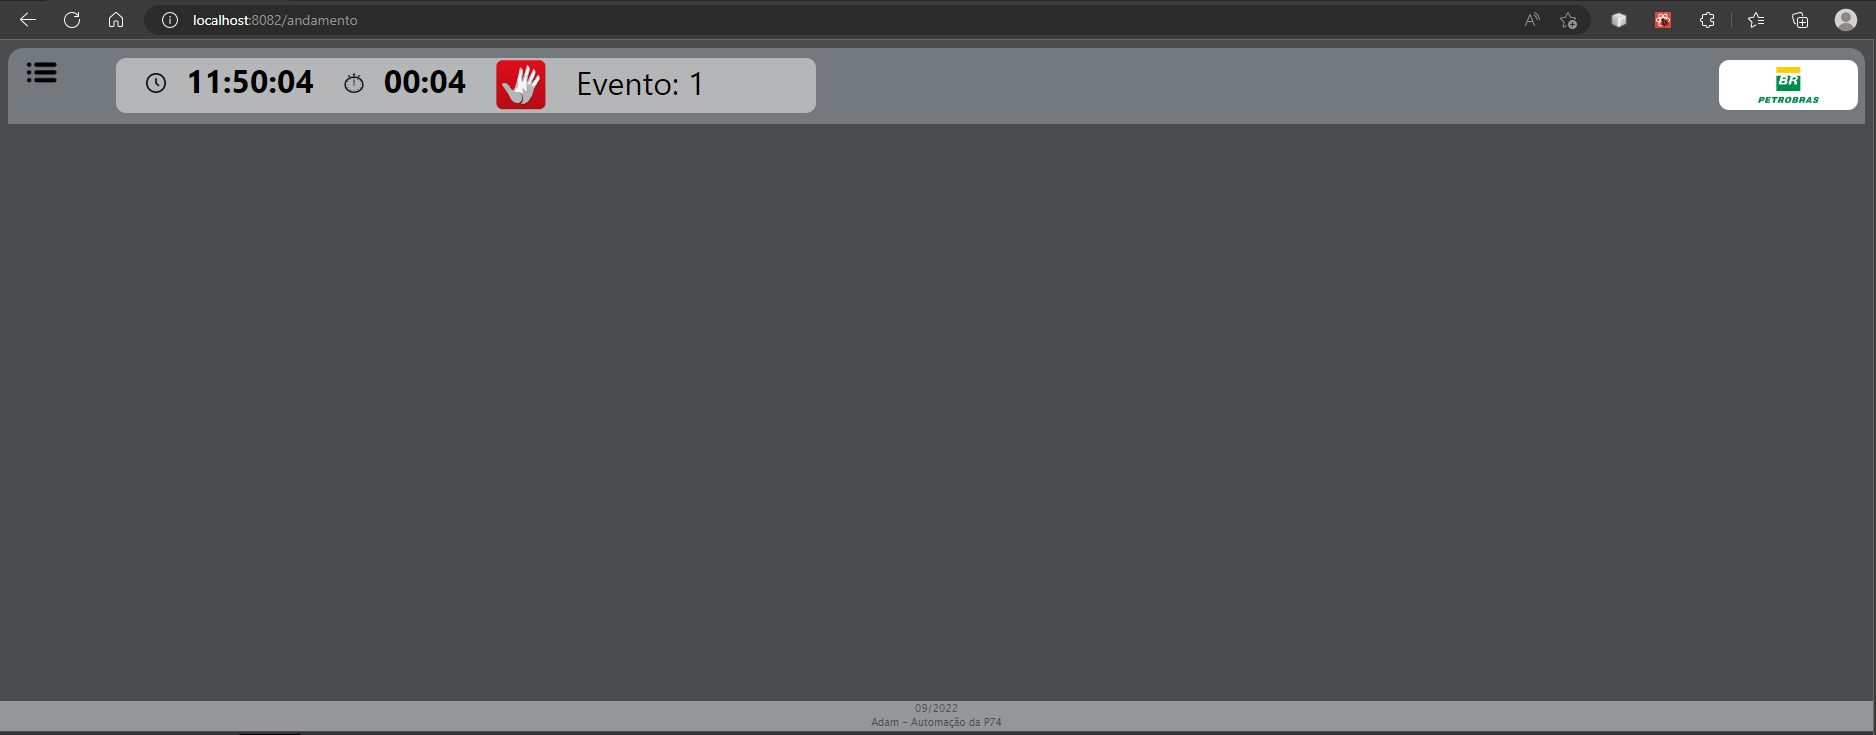 localhost:8082/andamento
11:50:04 00:04 Evento: 1
BR
PETROBRAS
09/2022
Adam - Automação da P74